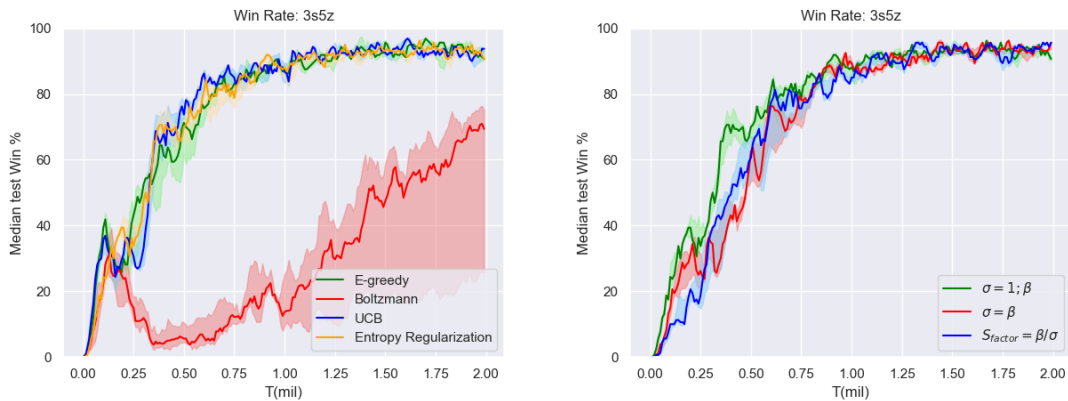 Win Rate: 3s5z
100
80
60
40
20
0
Median test Win %
E-greedy
Boltzmann
UCB
Entropy Regularization
0.00 0.25 0.50 0.75 1.00 1.25 1.50 1.75 2.00
T(mil)
Win Rate: 3s5z
100
80
60
40
20
0
Median test Win %
σ = 1; β
σ = β
S_factor = β/σ
0.00 0.25 0.50 0.75 1.00 1.25 1.50 1.75 2.00
T(mil)